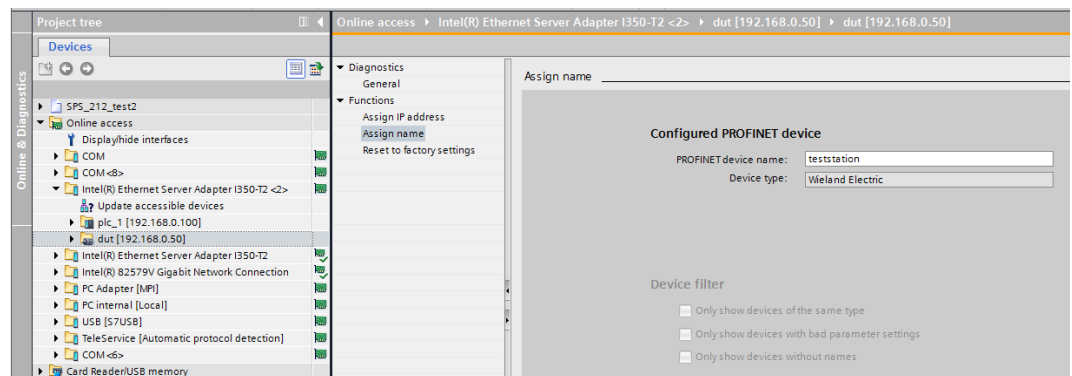 Project tree
Online access ▸ Intel(R) Ethernet Server Adapter I350-T2 <2> ▸ dut [192.168.0.50] ▸ dut [192.168.0.50]
Devices
Online & Diagnostics
SPS_212_test2
Online access
Display/hide interfaces
COM
COM <8>
Intel(R) Ethernet Server Adapter I350-T2 <2>
Update accessible devices
plc_1 [192.168.0.100]
dut [192.168.0.50]
Intel(R) Ethernet Server Adapter I350-T2
Intel(R) 82579V Gigabit Network Connection
PC Adapter [MPI]
PC internal [Local]
USB [S7USB]
TeleService [Automatic protocol detection]
COM <6>
Card Reader/USB memory
Diagnostics
General
Functions
Assign IP address
Assign name
Reset to factory settings
Assign name
Configured PROFINET device
PROFINET device name: teststation
Device type: Wieland Electric
Device filter
Only show devices of the same type
Only show devices with bad parameter settings
Only show devices without names